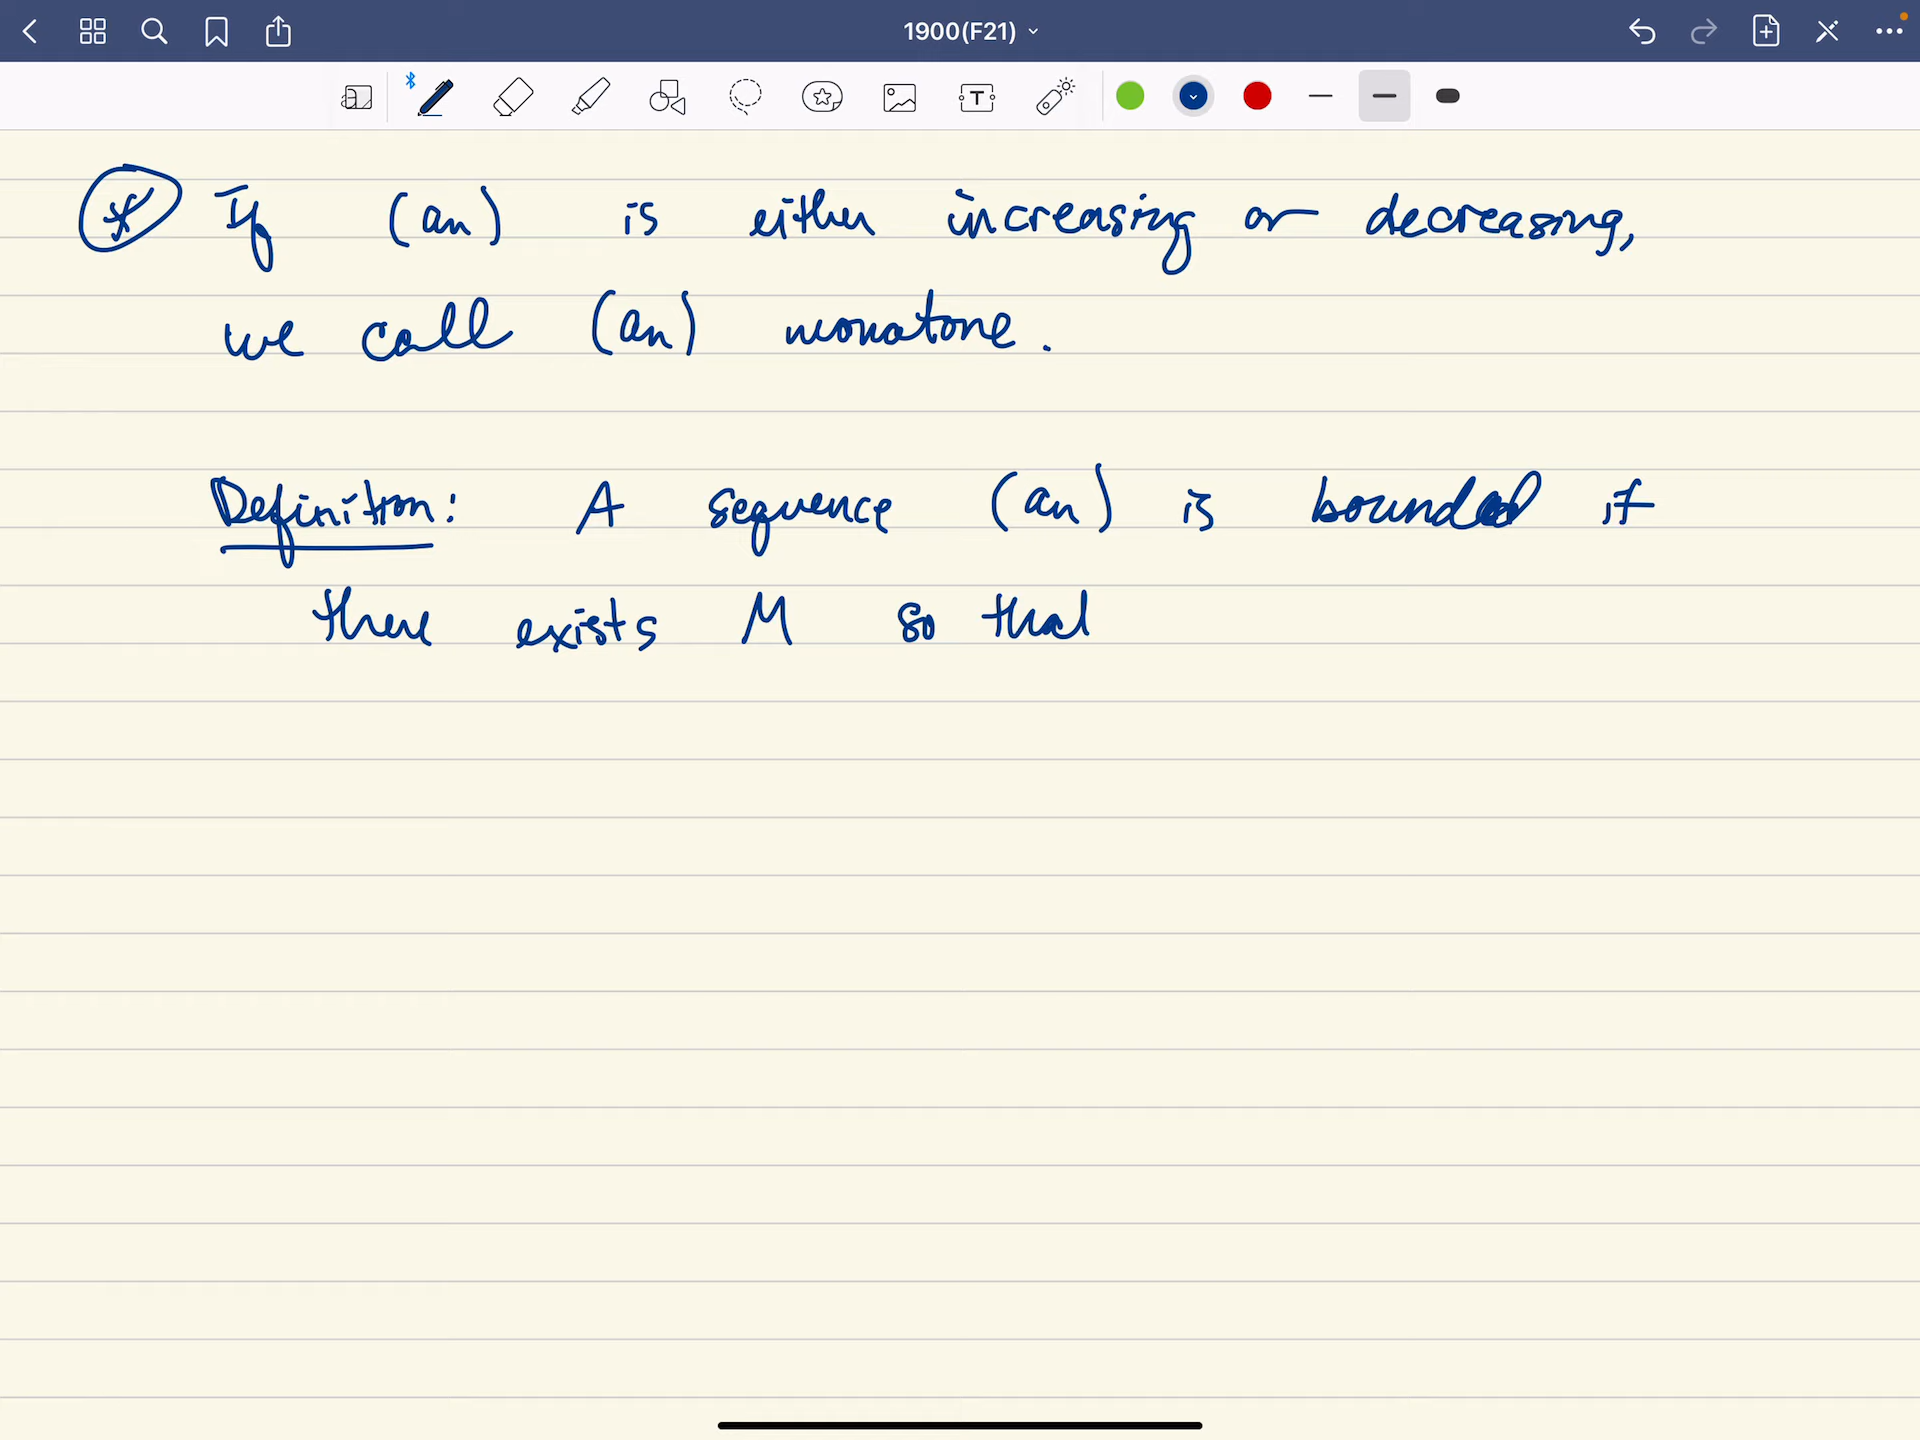 1900(F21)
T
* If (an) is either increasing or decreasing,
we call (an) monotone.
Definition: A sequence (an) is bounded if
there exists M so that